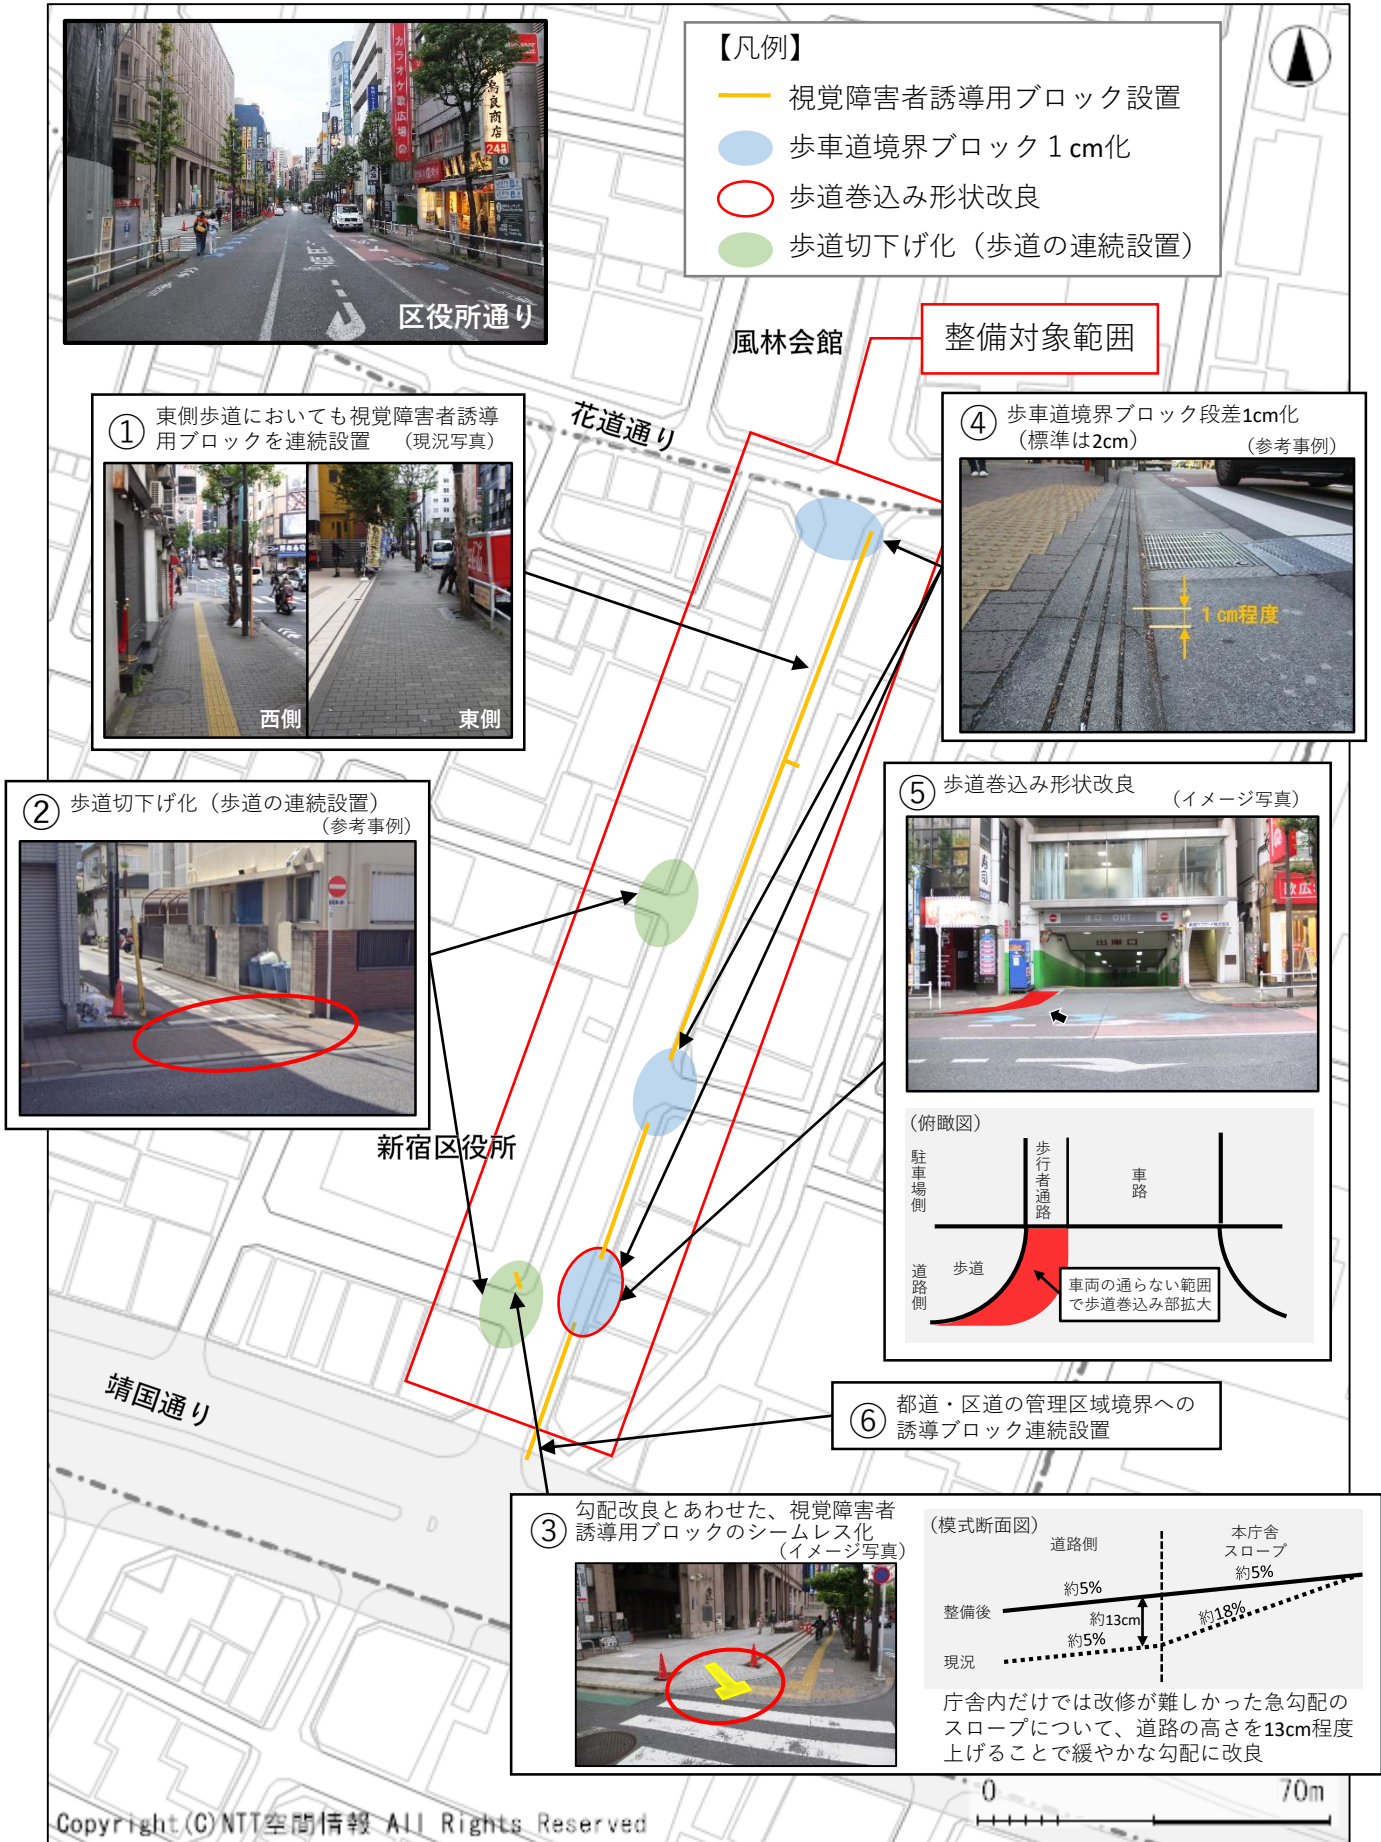 【凡例】
視覚障害者誘導用ブロック設置
歩車道境界ブロック1cm化
歩道巻込み形状改良
歩道切下げ化（歩道の連続設置）
カラオケ歌広場
鳥良商店
24
区役所通り
風林会館
整備対象範囲
花道通り
① 東側歩道においても視覚障害者誘導
用ブロックを連続設置 （現況写真）
西側
東側
④ 歩車道境界ブロック段差1cm化
（標準は2cm） （参考事例）
1cm程度
② 歩道切下げ化（歩道の連続設置）
（参考事例）
⑤ 歩道巻込み形状改良
（イメージ写真）
出口 OUT
出庫口
（俯瞰図）
駐車場側
歩行者通路
車路
道路側
歩道
車両の通らない範囲
で歩道巻込み部拡大
新宿区役所
靖国通り
⑥ 都道・区道の管理区域境界への
誘導ブロック連続設置
③ 勾配改良とあわせた、視覚障害者
誘導用ブロックのシームレス化
（イメージ写真）
（模式断面図）
道路側
本庁舎
スロープ
約5%
約5%
整備後
約13cm
約18%
約5%
現況
庁舎内だけでは改修が難しかった急勾配の
スロープについて、道路の高さを13cm程度
上げることで緩やかな勾配に改良
0 70m
Copyright(C)NTT空間情報 All Rights Reserved